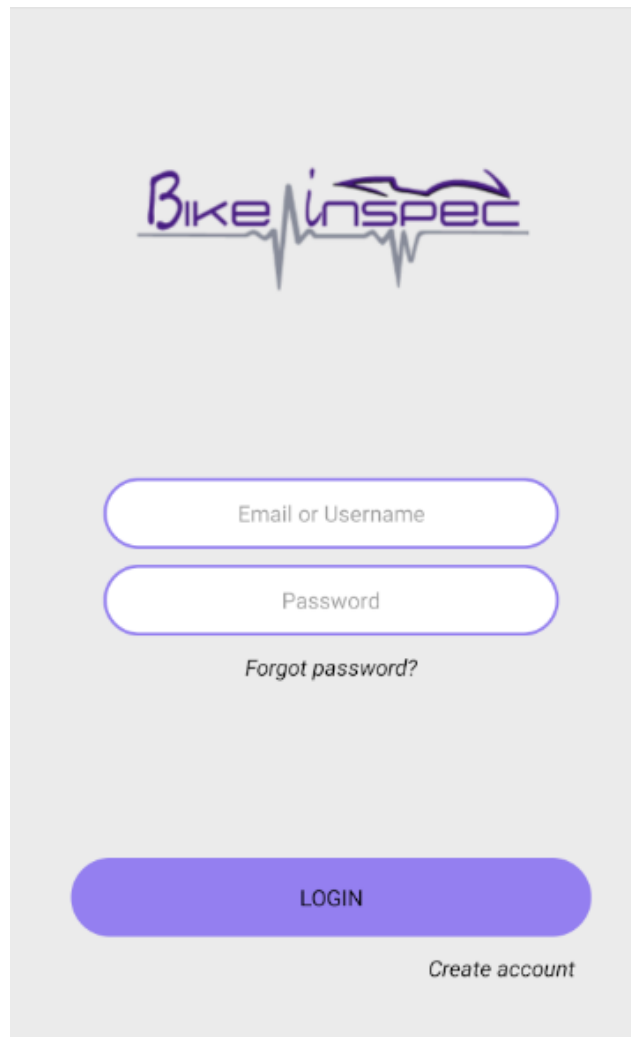 Bike inspec
Email or Username
Password
Forgot password?
LOGIN
Create account